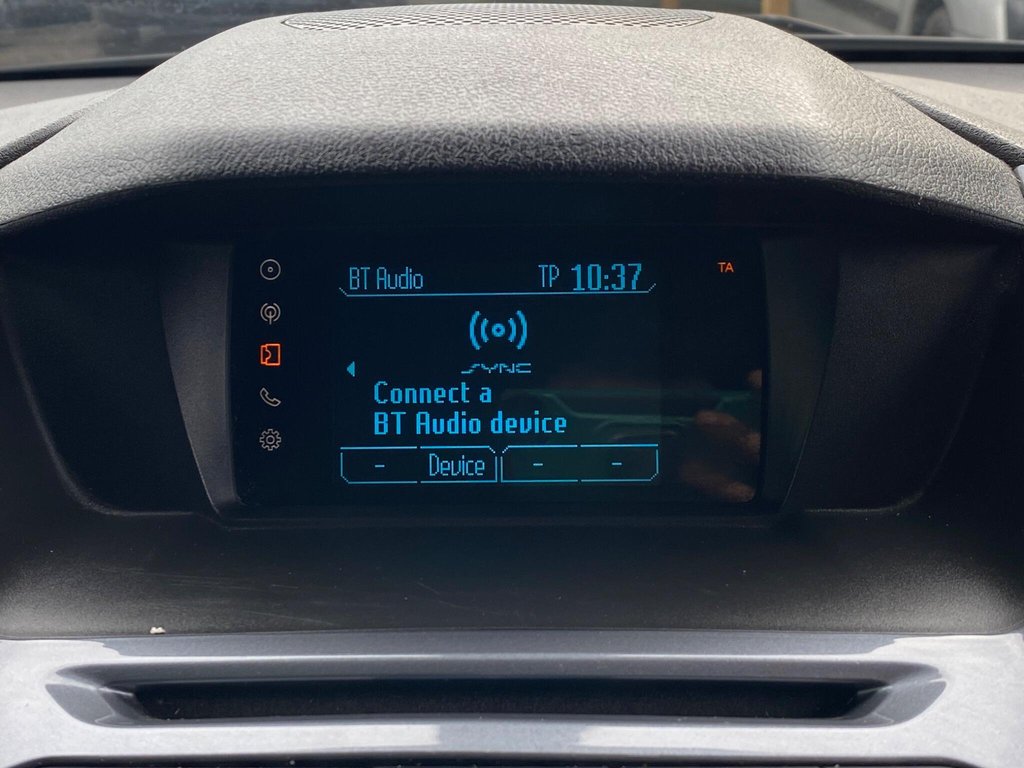 BT Audio TP 10:37 TA
SYNC
Connect a
BT Audio device
- Device - -